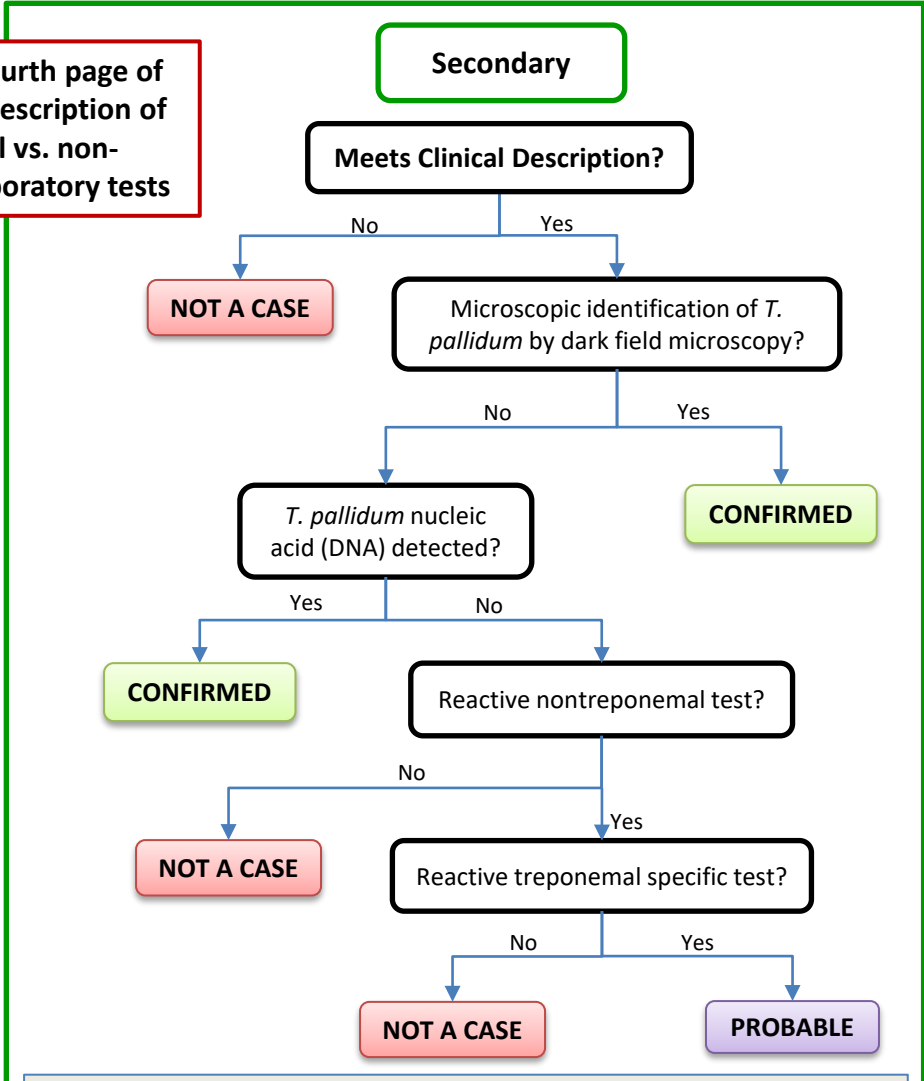 urth page of
escription of
l vs. non-
oratory tests
Secondary
Meets Clinical Description?
No
Yes
NOT A CASE
Microscopic identification of T.
pallidum by dark field microscopy?
No
Yes
T. pallidum nucleic
acid (DNA) detected?
CONFIRMED
Yes
No
CONFIRMED
Reactive nontreponemal test?
No
Yes
NOT A CASE
Reactive treponemal specific test?
No
Yes
NOT A CASE
PROBABLE